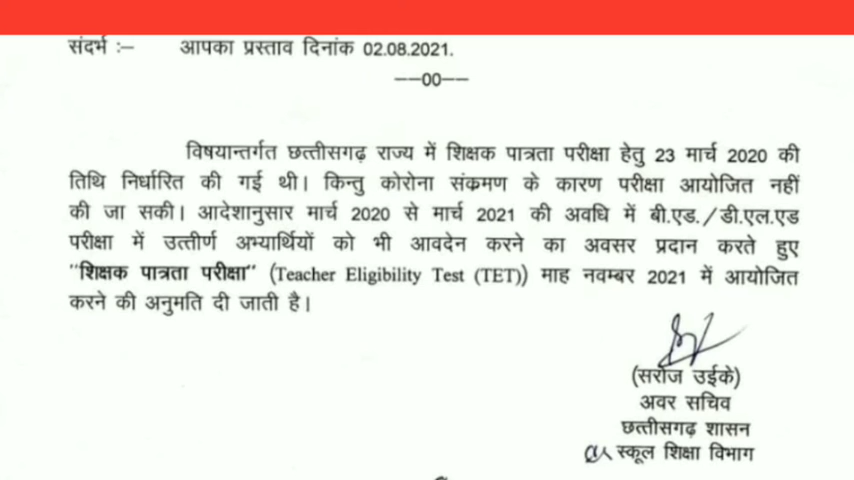 संदर्भ :– आपका प्रस्ताव दिनांक 02.08.2021.
––00––
विषयान्तर्गत छत्तीसगढ़ राज्य में शिक्षक पात्रता परीक्षा हेतु 23 मार्च 2020 की
तिथि निर्धारित की गई थी। किन्तु कोरोना संक्रमण के कारण परीक्षा आयोजित नहीं
की जा सकी। आदेशानुसार मार्च 2020 से मार्च 2021 की अवधि में बी.एड./डी.एल.एड
परीक्षा में उत्तीर्ण अभ्यार्थियों को भी आवदेन करने का अवसर प्रदान करते हुए
"शिक्षक पात्रता परीक्षा" (Teacher Eligibility Test (TET)) माह नवम्बर 2021 में आयोजित
करने की अनुमति दी जाती है।
(सरोज उईके)
अवर सचिव
छत्तीसगढ़ शासन
स्कूल शिक्षा विभाग